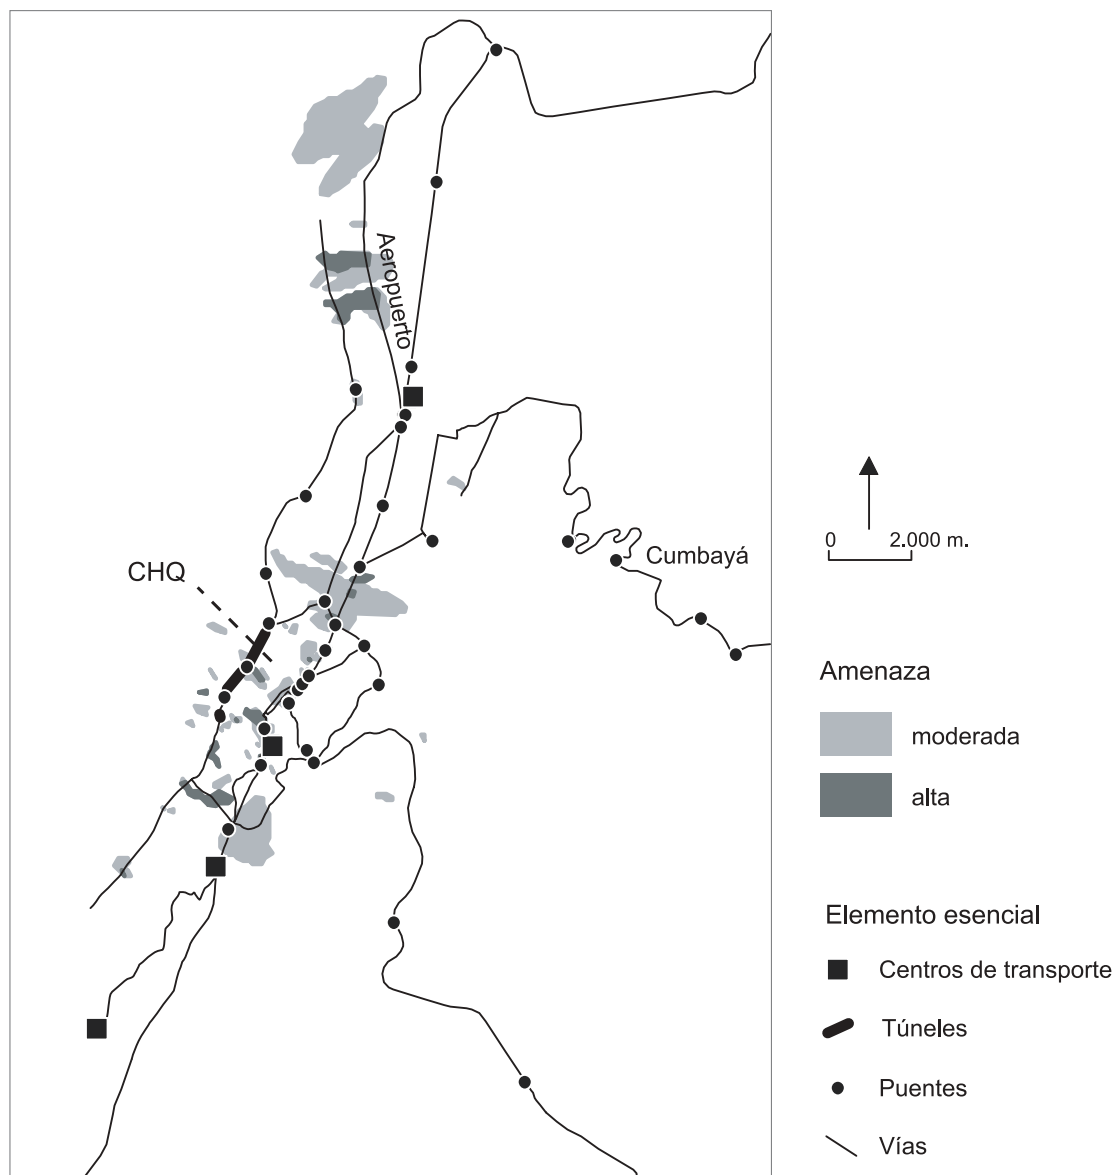 Aeropuerto
CHQ
Cumbayá
0 2.000 m.
Amenaza
moderada
alta
Elemento esencial
Centros de transporte
Túneles
Puentes
Vías